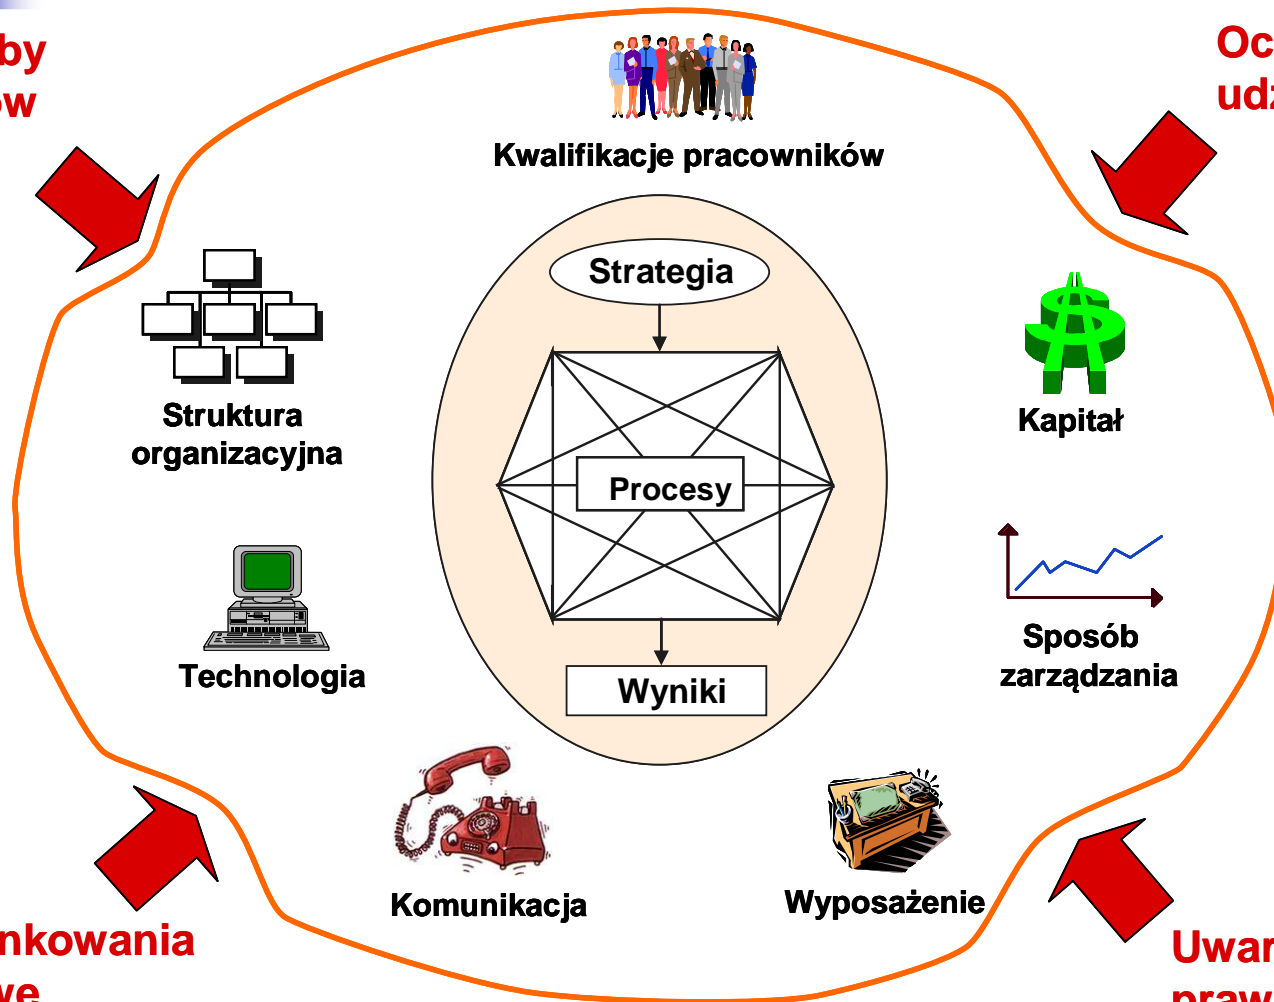 Kwalifikacje pracowników
Strategia
Struktura
organizacyjna
Kapitał
Procesy
Technologia
Sposób
zarządzania
Wyniki
Komunikacja
Wyposażenie